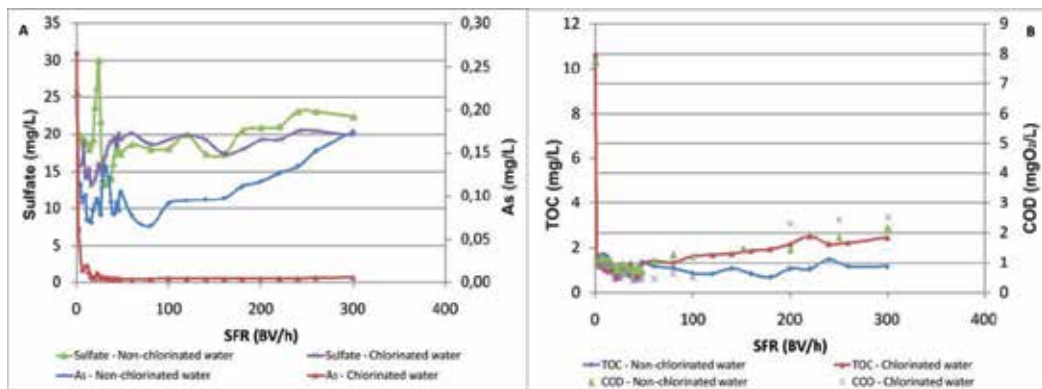 A
Sulfate (mg/L)
35
30
25
20
15
10
5
0
0,30
0,25
0,20
0,15
0,10
0,05
0,00
As (mg/L)
0 100 200 300 400
SFR (BV/h)
Sulfate - Non-chlorinated water
Sulfate - Chlorinated water
As - Non-chlorinated water
As - Chlorinated water
B
TOC (mg/L)
12
10
8
6
4
2
0
9
8
7
6
5
4
3
2
1
0
COD (mgO₂/L)
0 100 200 300 400
SFR (BV/h)
TOC - Non-chlorinated water
TOC - Chlorinated water
COD - Non-chlorinated water
COD - Chlorinated water